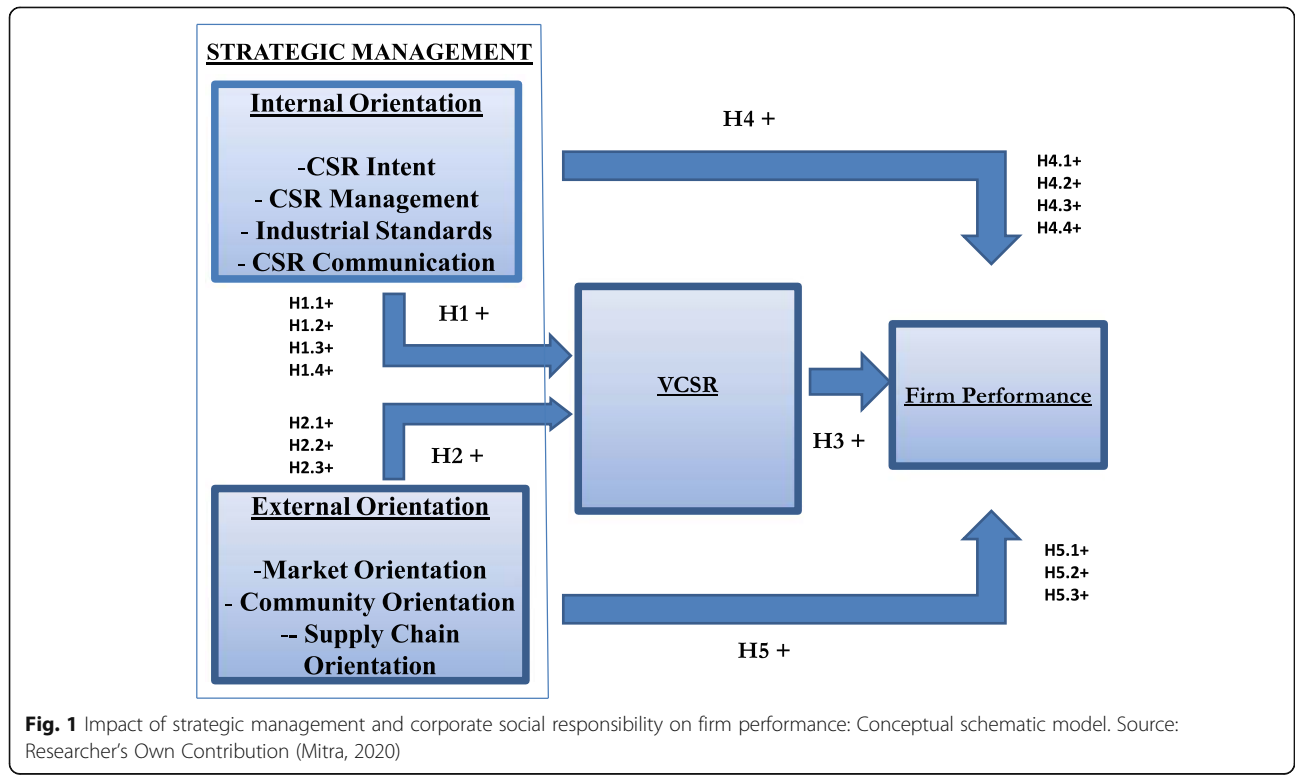 STRATEGIC MANAGEMENT
Internal Orientation
-CSR Intent
- CSR Management
- Industrial Standards
- CSR Communication
H4 +
H4.1+
H4.2+
H4.3+
H4.4+
H1.1+
H1.2+
H1.3+
H1.4+
H1 +
VCSR
H3 +
Firm Performance
H2.1+
H2.2+
H2.3+
H2 +
External Orientation
-Market Orientation
- Community Orientation
-- Supply Chain
Orientation
H5.1+
H5.2+
H5.3+
H5 +
Fig. 1 Impact of strategic management and corporate social responsibility on firm performance: Conceptual schematic model. Source:
Researcher's Own Contribution (Mitra, 2020)